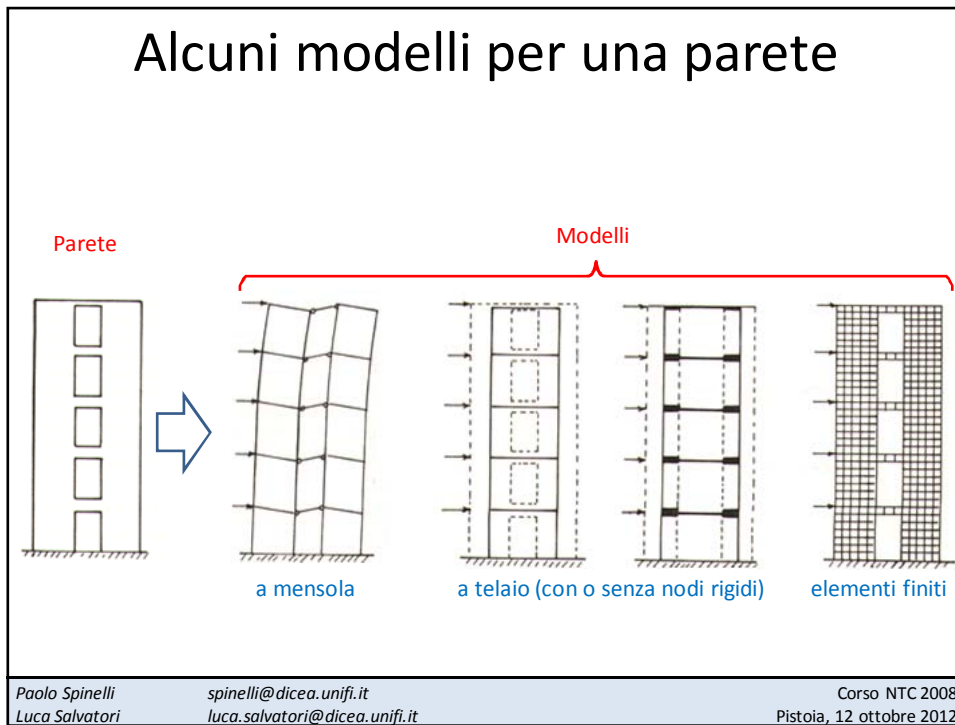 Alcuni modelli per una parete
Parete
Modelli
a mensola
a telaio (con o senza nodi rigidi)
elementi finiti
Paolo Spinelli spinelli@dicea.unifi.it Corso NTC 2008
Luca Salvatori luca.salvatori@dicea.unifi.it Pistoia, 12 ottobre 2012